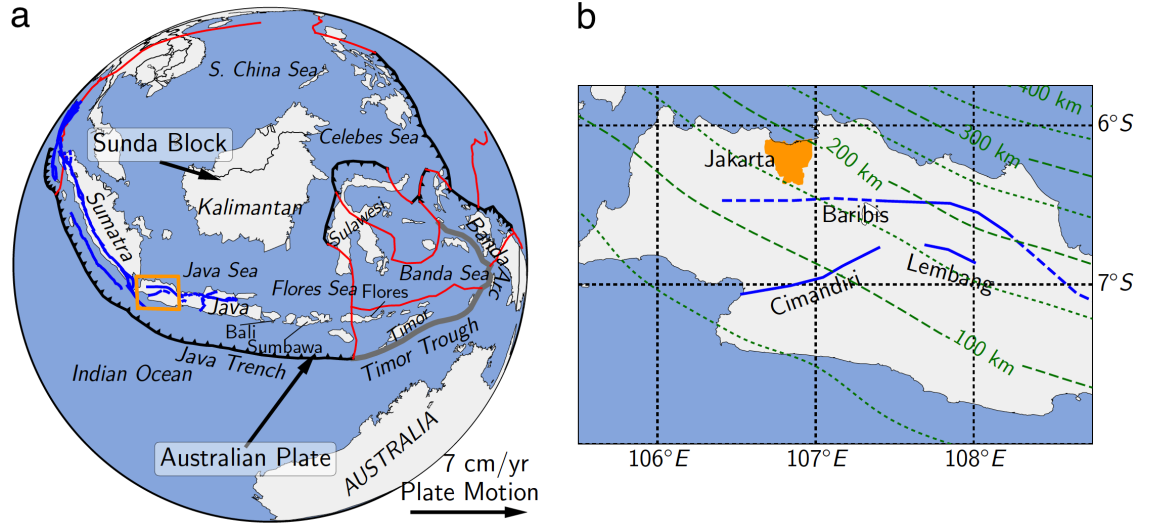 a
S. China Sea
Celebes Sea
Sunda Block
Kalimantan
Sumatra
Sulawesi
Banda Arc
Java Sea
Banda Sea
Flores Sea
Flores
Java
Bali
Sumbawa
Timor
Timor Trough
Java Trench
Indian Ocean
Australian Plate
AUSTRALIA
7 cm/yr
Plate Motion
b
400 km
300 km
200 km
100 km
Jakarta
Baribis
Lembang
Cimandiri
6°S
7°S
106°E
107°E
108°E